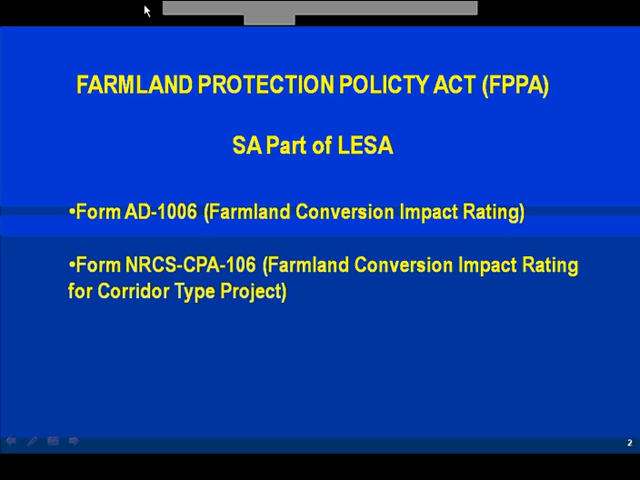 FARMLAND PROTECTION POLICTY ACT (FPPA)
SA Part of LESA
•Form AD-1006 (Farmland Conversion Impact Rating)
•Form NRCS-CPA-106 (Farmland Conversion Impact Rating
for Corridor Type Project)
2